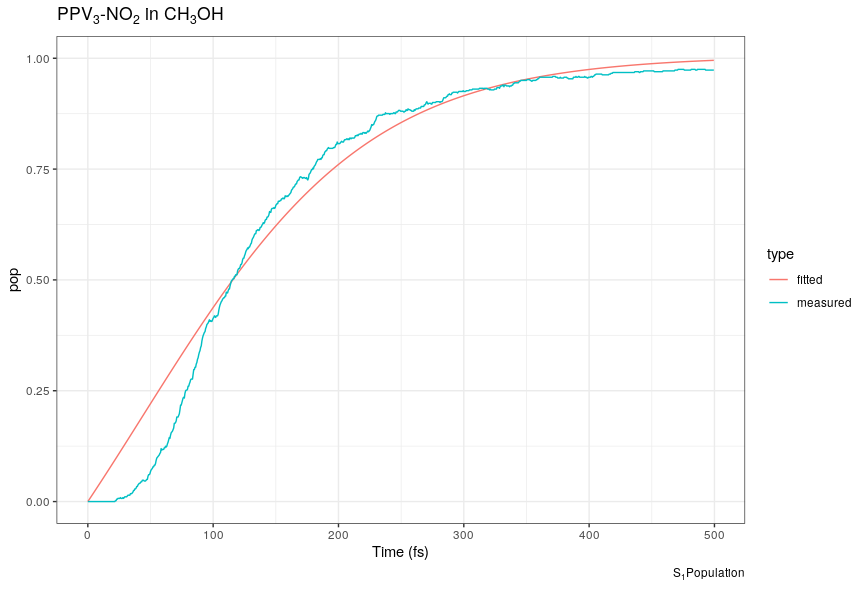 PPV₃-NO₂ in CH₃OH
1.00
0.75
0.50
0.25
0.00
pop
0 100 200 300 400 500
Time (fs)
type
fitted
measured
S₁Population